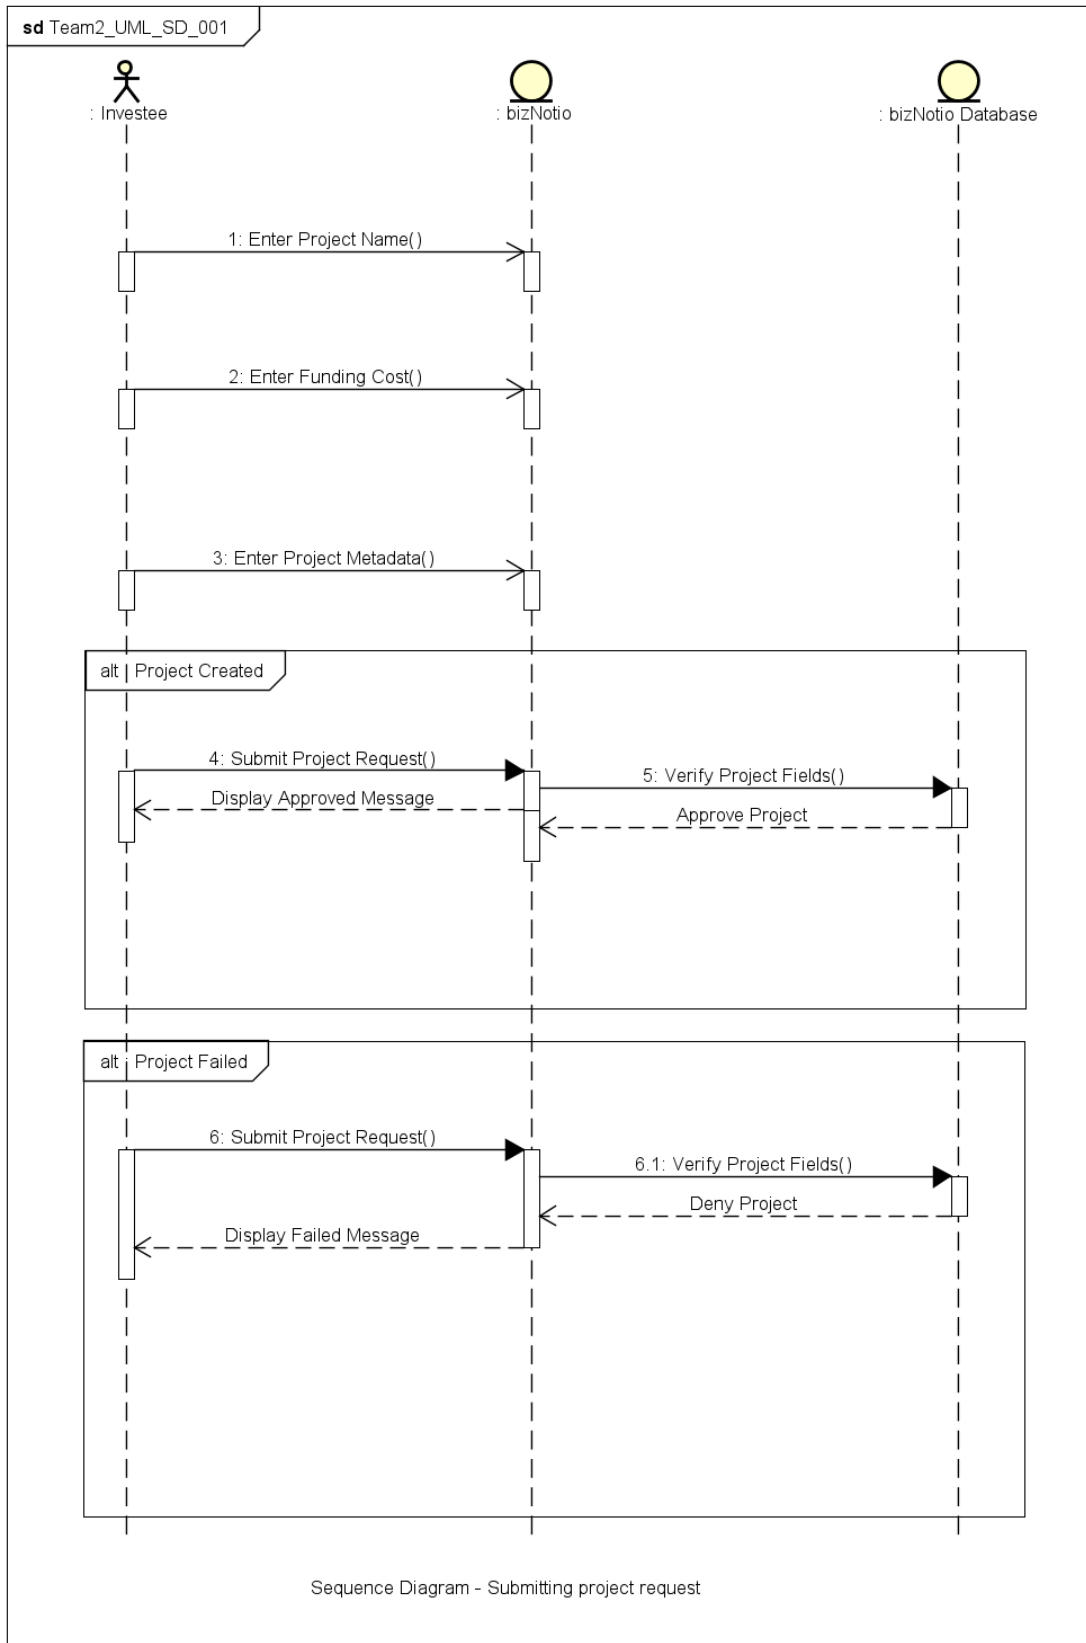 sd Team2_UML_SD_001
: Investee
: bizNotio
: bizNotio Database
1: Enter Project Name()
2: Enter Funding Cost()
3: Enter Project Metadata()
alt Project Created
4: Submit Project Request()
5: Verify Project Fields()
Display Approved Message
Approve Project
alt Project Failed
6: Submit Project Request()
6.1: Verify Project Fields()
Deny Project
Display Failed Message
Sequence Diagram - Submitting project request